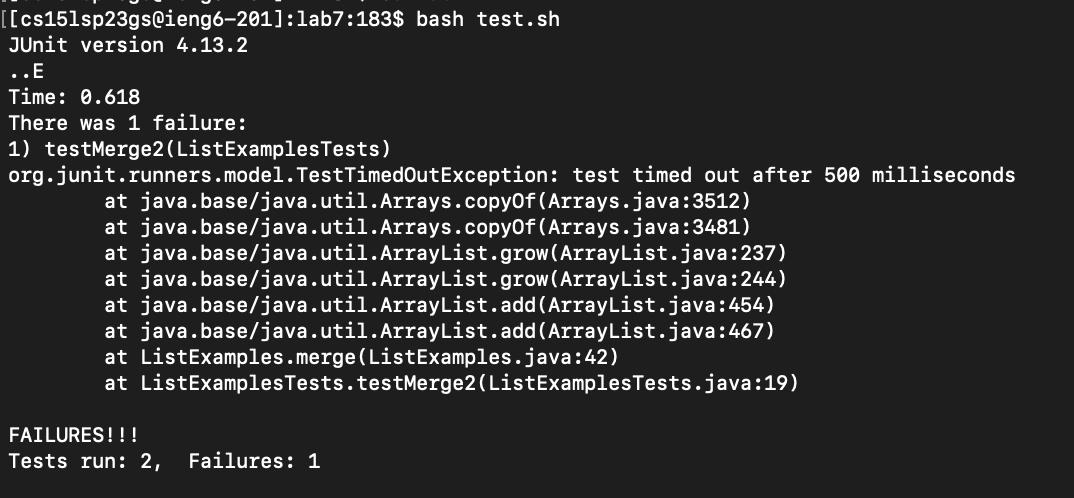 [[cs15lsp23gs@ieng6-201]:lab7:183$ bash test.sh
JUnit version 4.13.2
..E
Time: 0.618
There was 1 failure:
1) testMerge2(ListExamplesTests)
org.junit.runners.model.TestTimedOutException: test timed out after 500 milliseconds
        at java.base/java.util.Arrays.copyOf(Arrays.java:3512)
        at java.base/java.util.Arrays.copyOf(Arrays.java:3481)
        at java.base/java.util.ArrayList.grow(ArrayList.java:237)
        at java.base/java.util.ArrayList.grow(ArrayList.java:244)
        at java.base/java.util.ArrayList.add(ArrayList.java:454)
        at java.base/java.util.ArrayList.add(ArrayList.java:467)
        at ListExamples.merge(ListExamples.java:42)
        at ListExamplesTests.testMerge2(ListExamplesTests.java:19)
FAILURES!!!
Tests run: 2,  Failures: 1